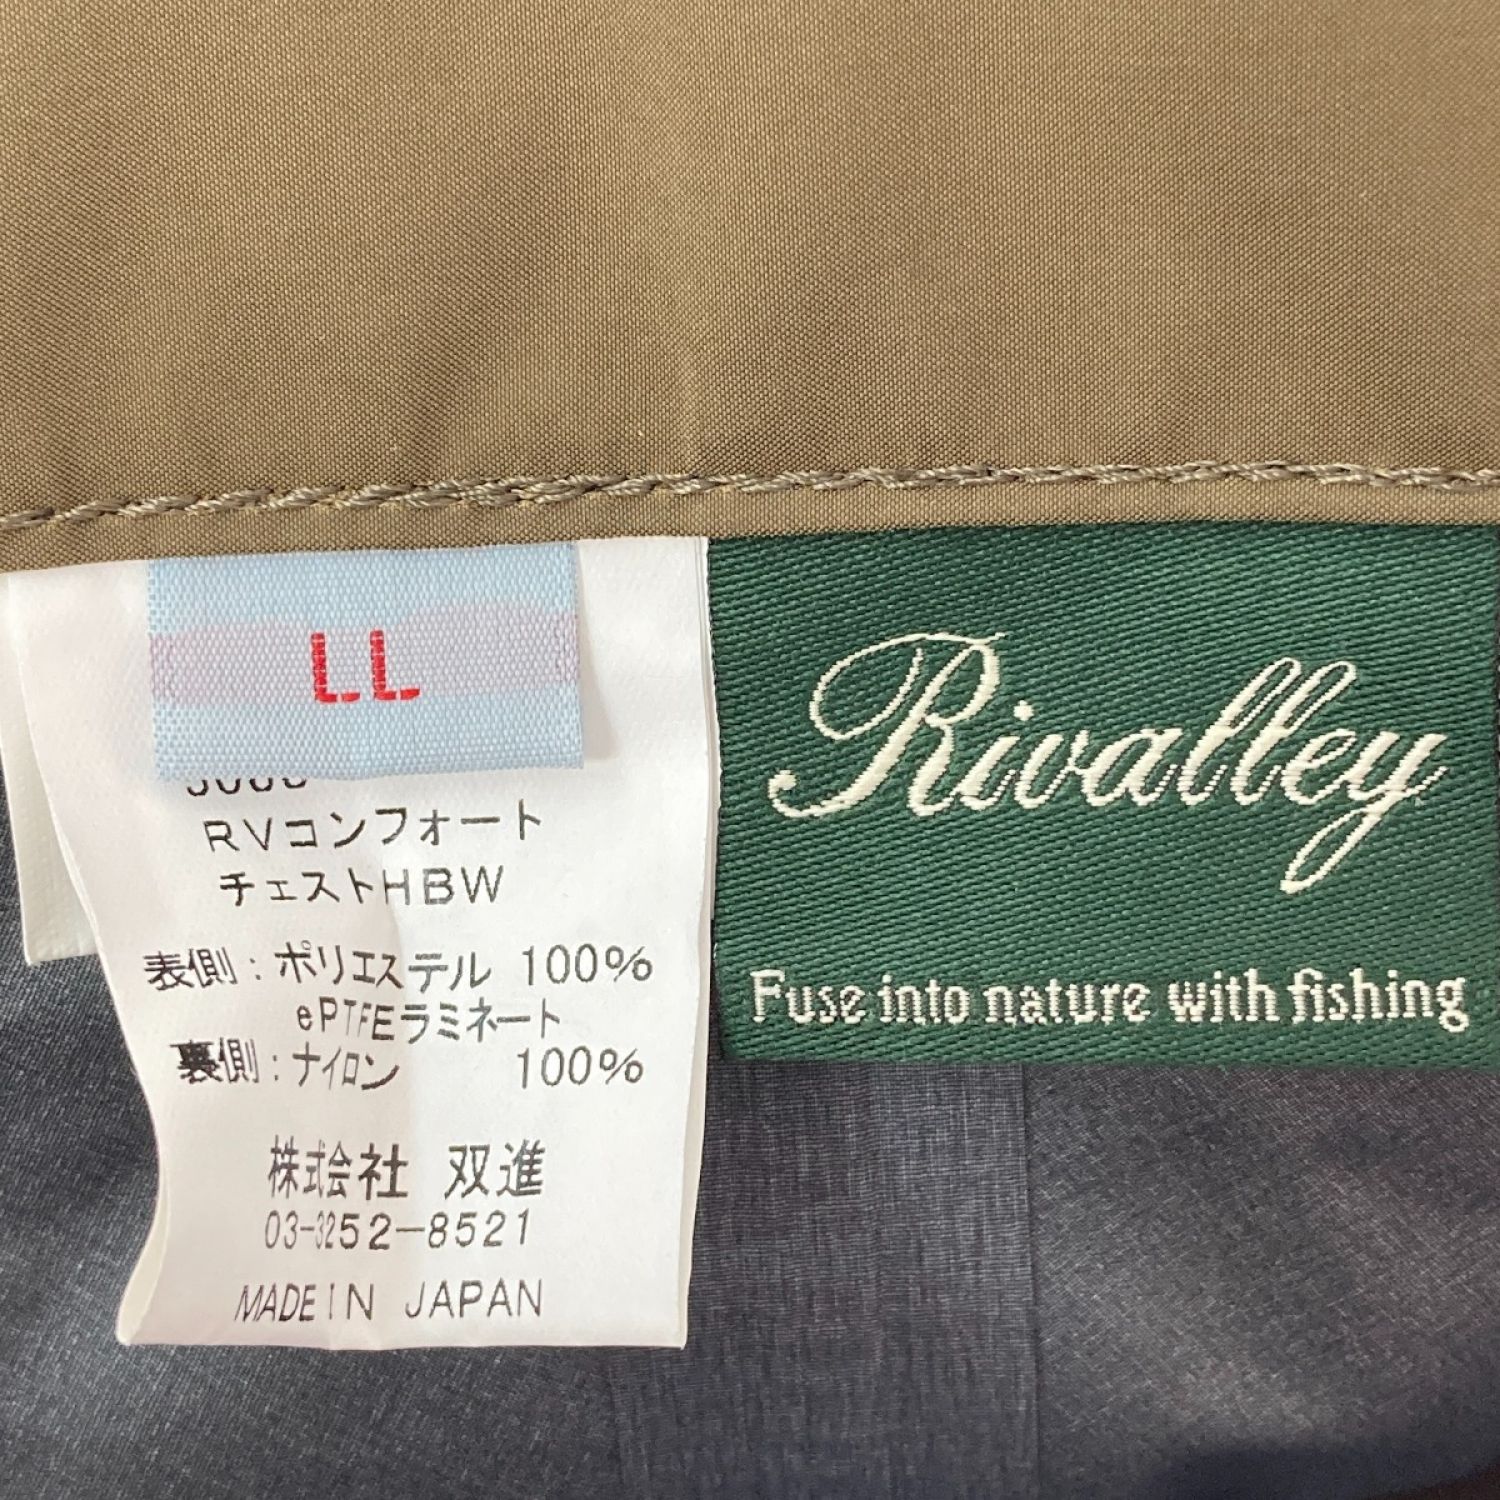 LL
RVコンフォート
チェストHBW
表側：ポリエステル 100%
ePTFEラミネート
裏側：ナイロン 100%
株式会社 双進
03-3252-8521
MADE IN JAPAN
Rivalley
Fuse into nature with fishing